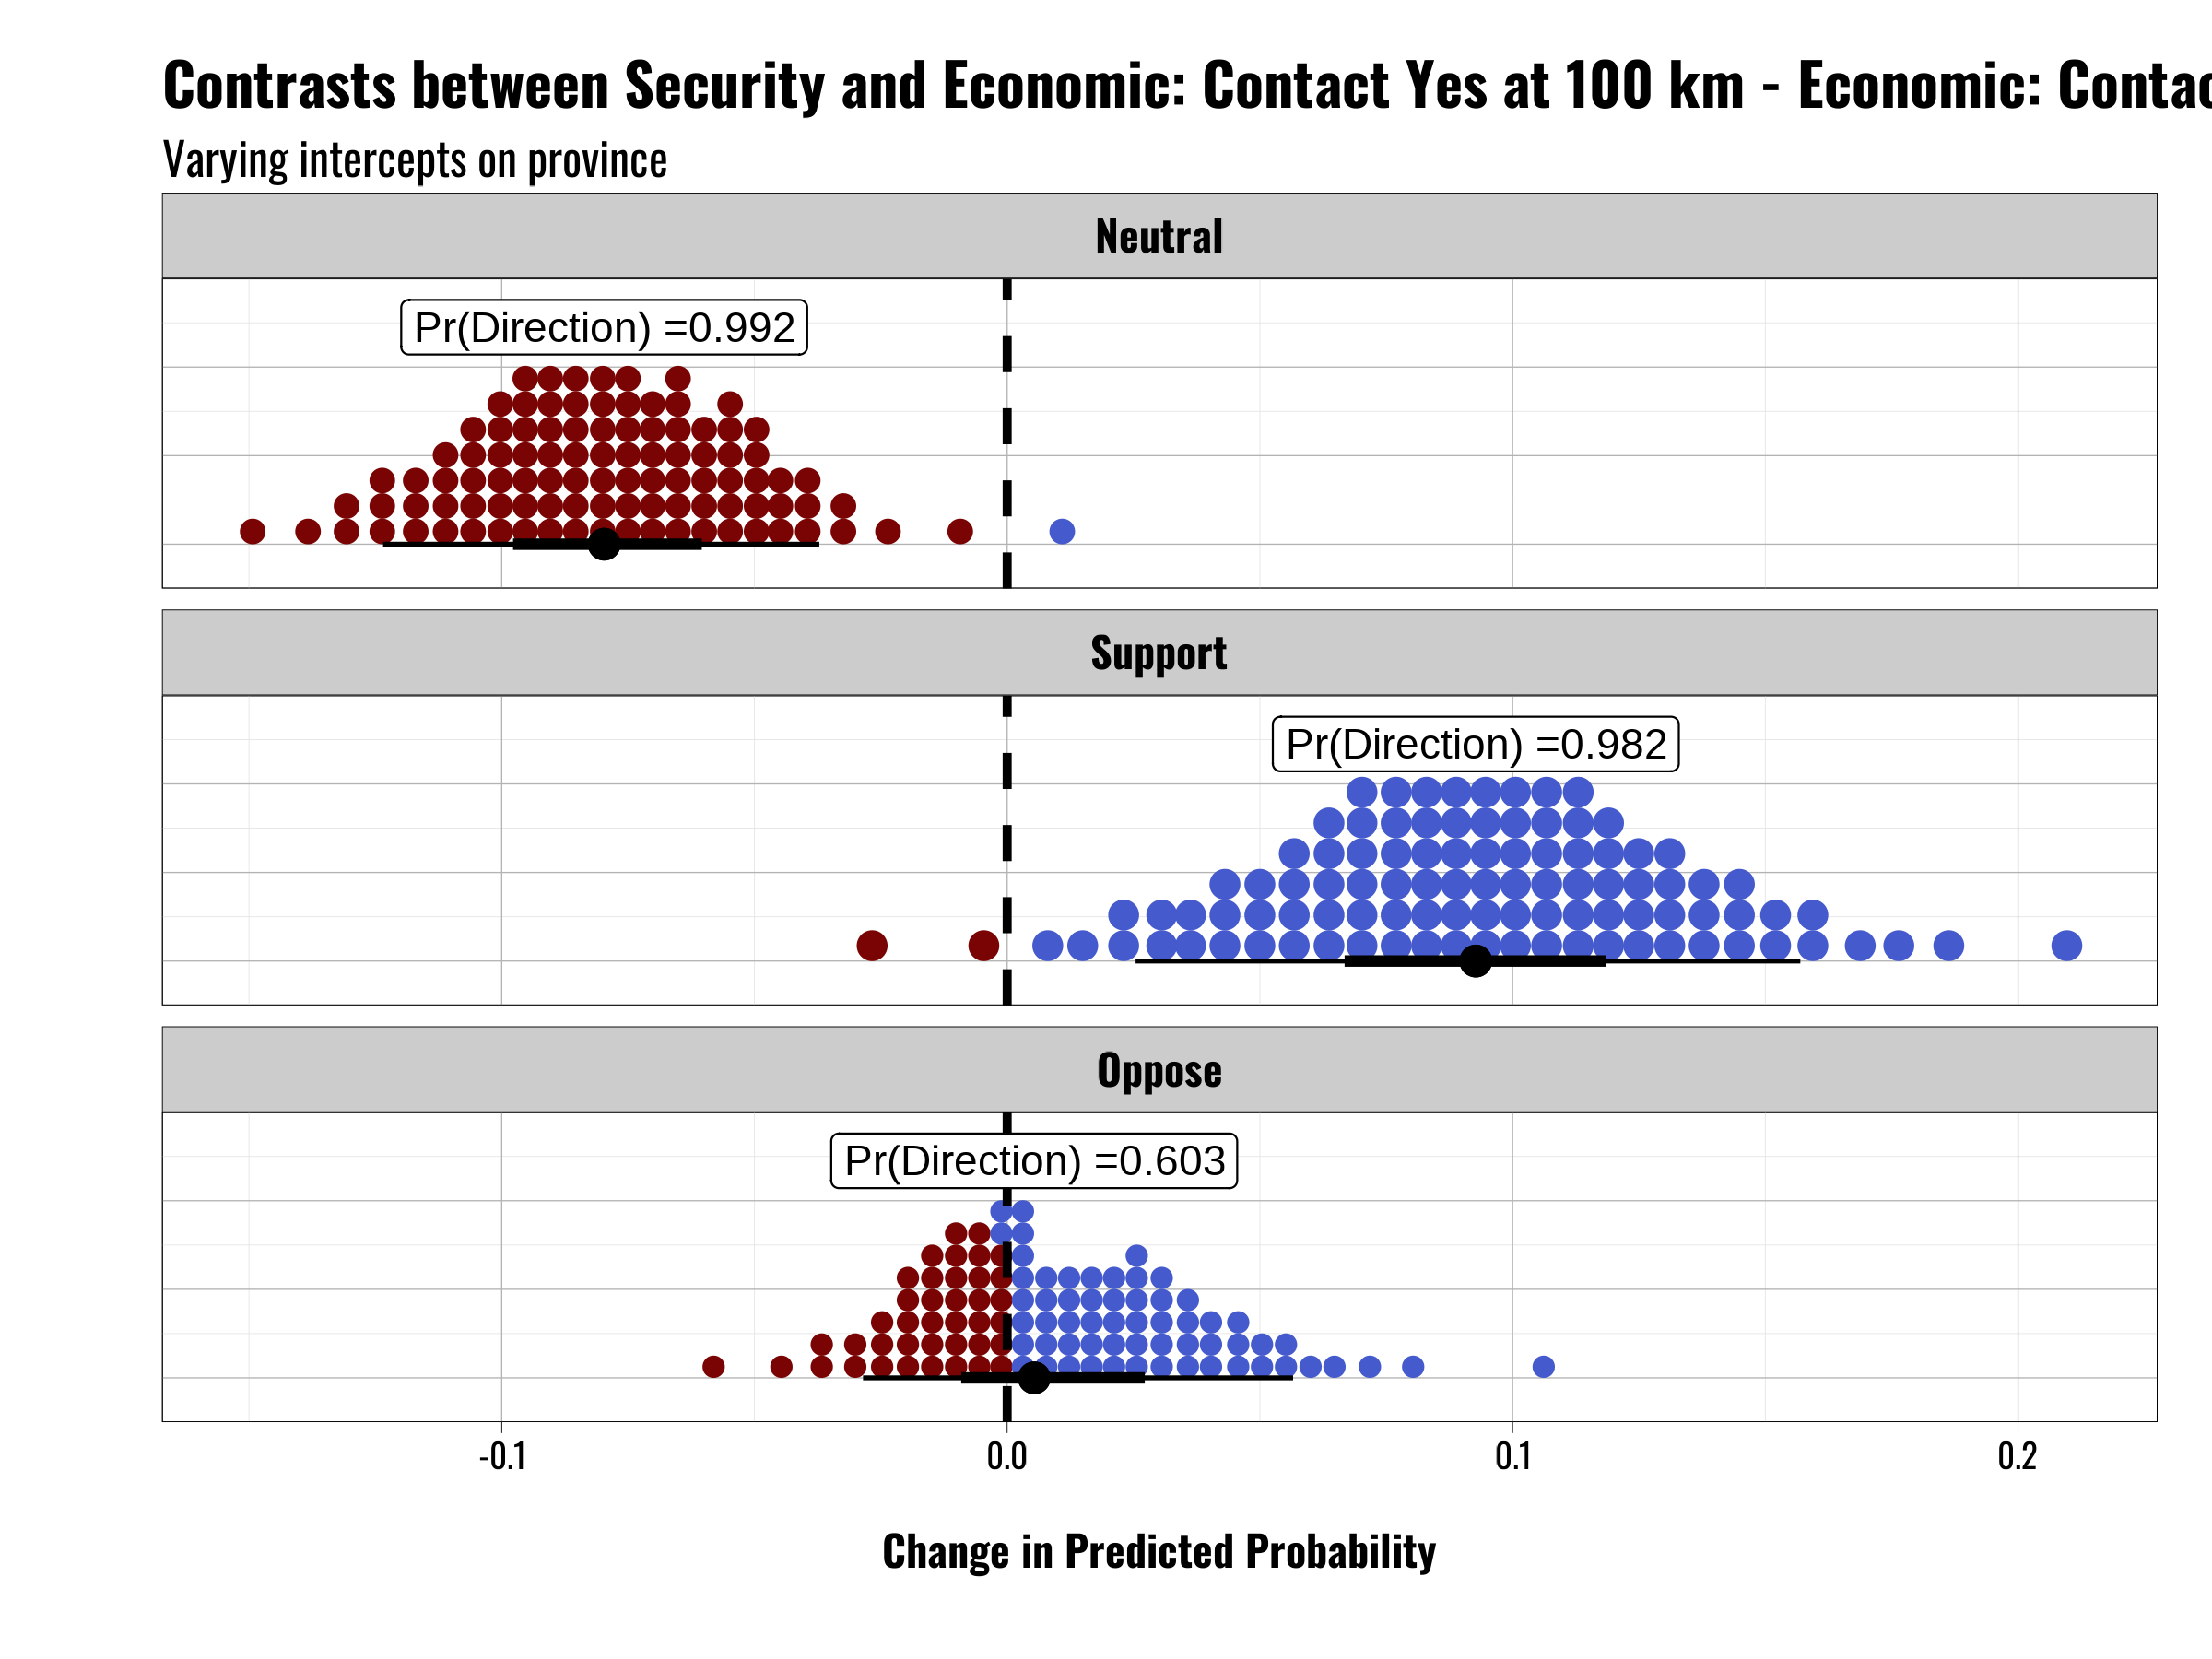 Contrasts between Security and Economic: Contact Yes at 100 km - Economic:
Varying intercepts on province
Neutral
Pr(Direction) =0.992
Support
Pr(Direction) =0.982
Oppose
Pr(Direction) =0.603
-0.1 0.0 0.1 0.2
Change in Predicted Probability